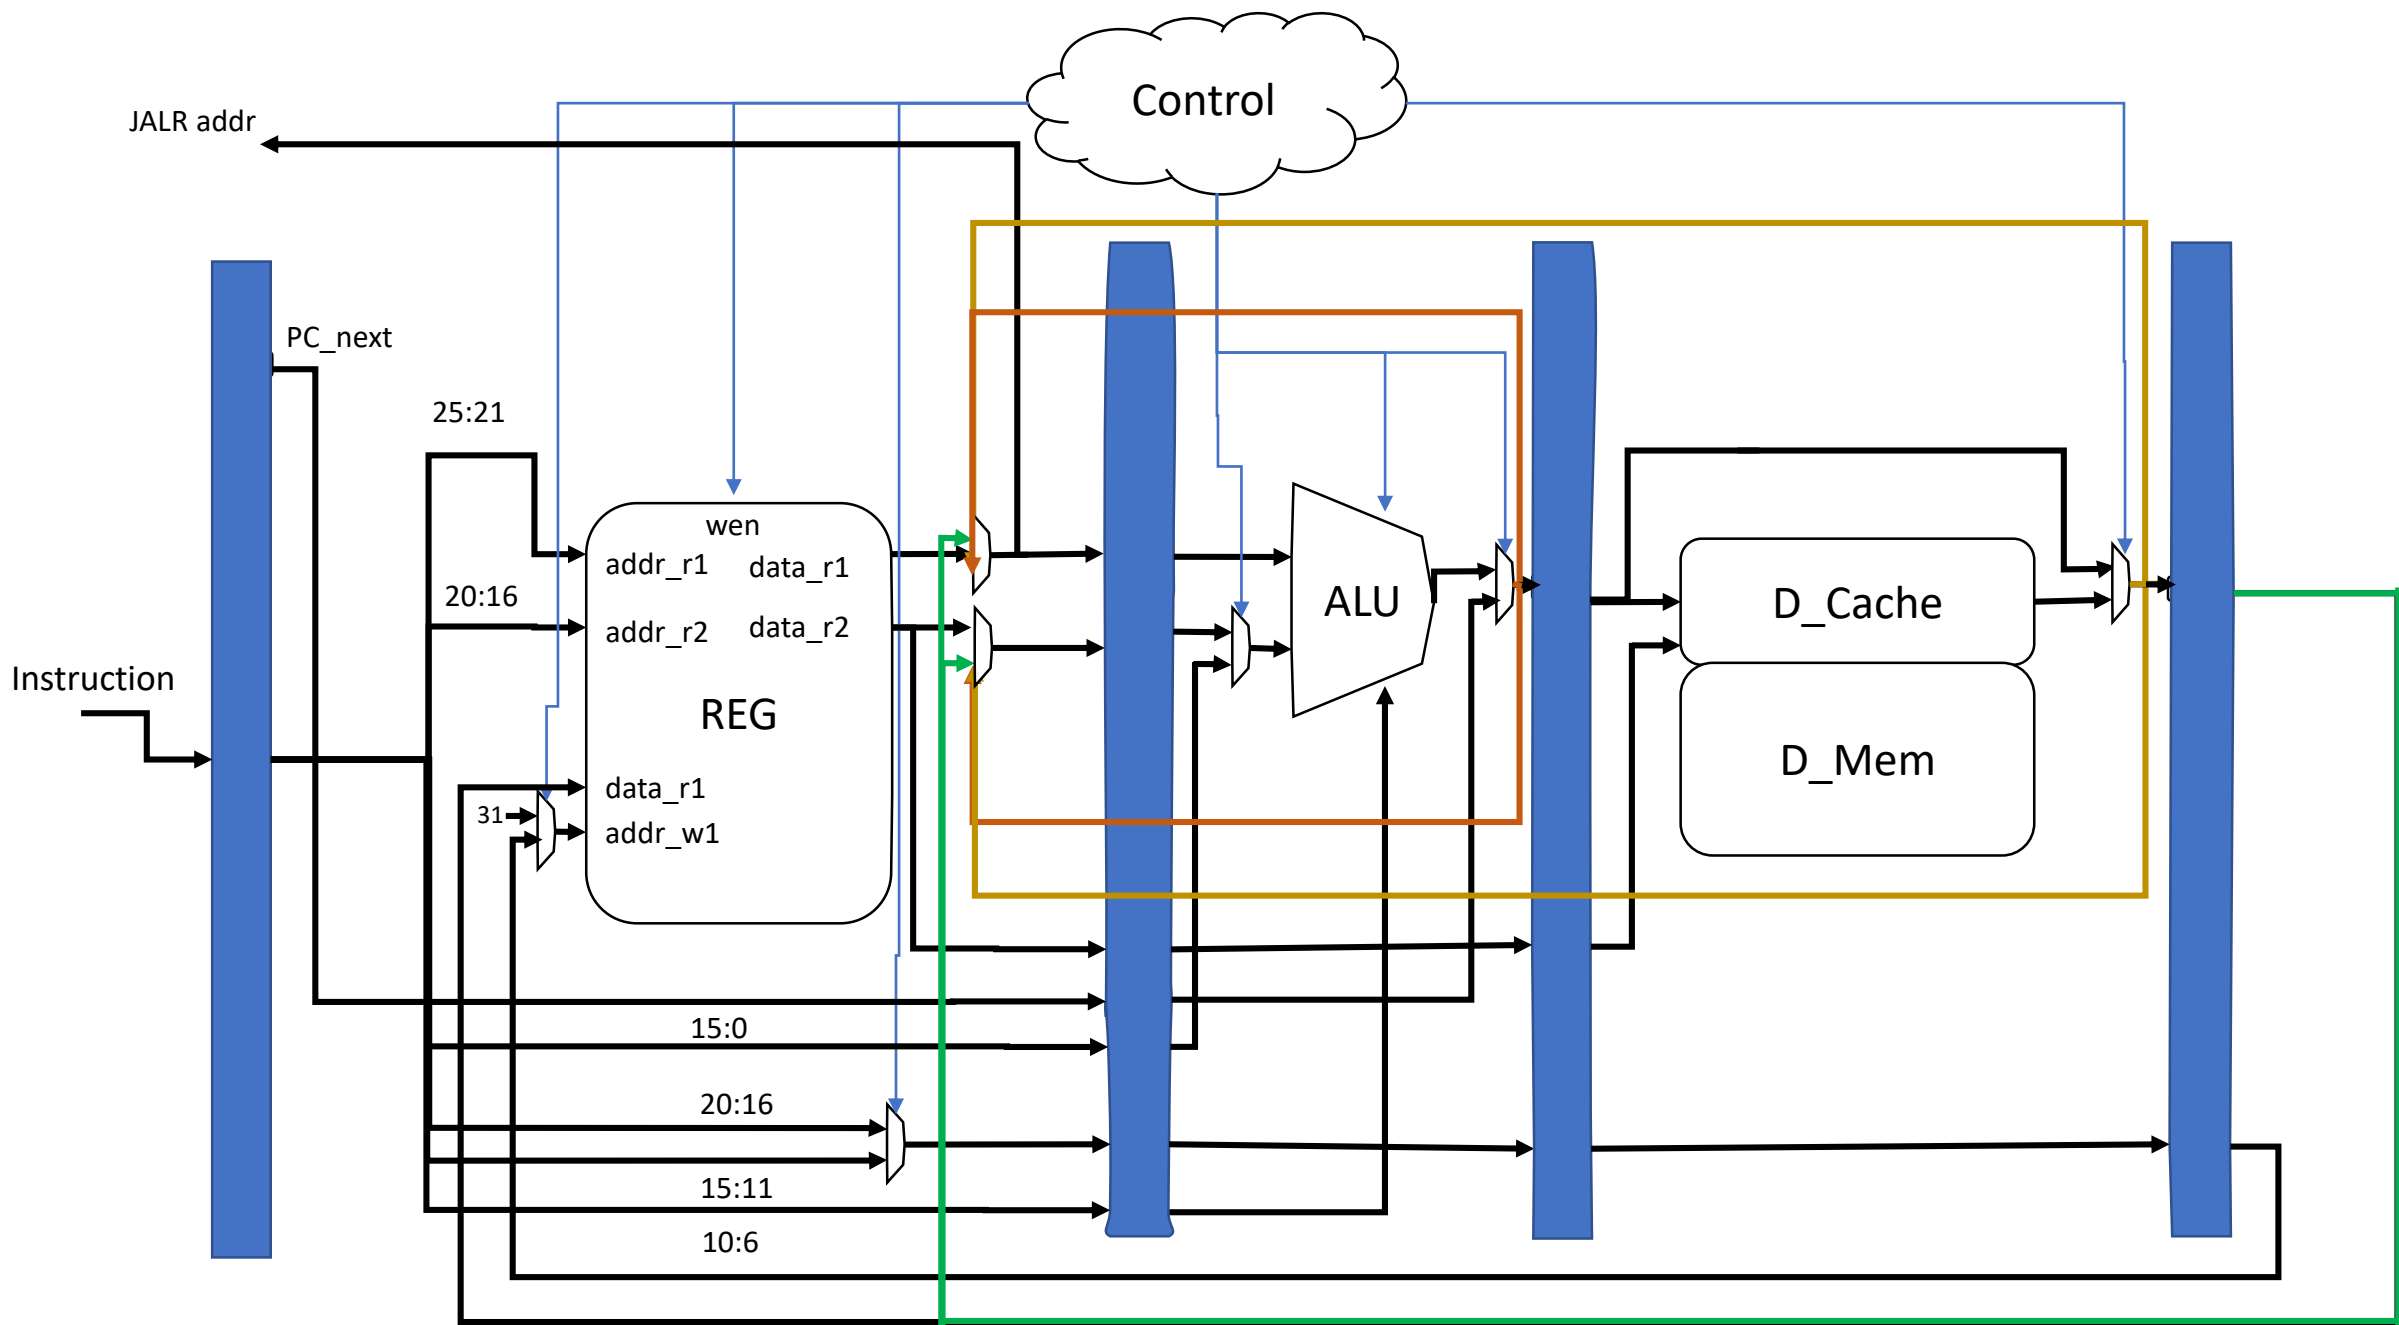 Control
JALR addr
PC_next
25:21
wen
addr_r1
data_r1
20:16
addr_r2
data_r2
ALU
D_Cache
Instruction
REG
D_Mem
data_r1
31
addr_w1
15:0
20:16
15:11
10:6